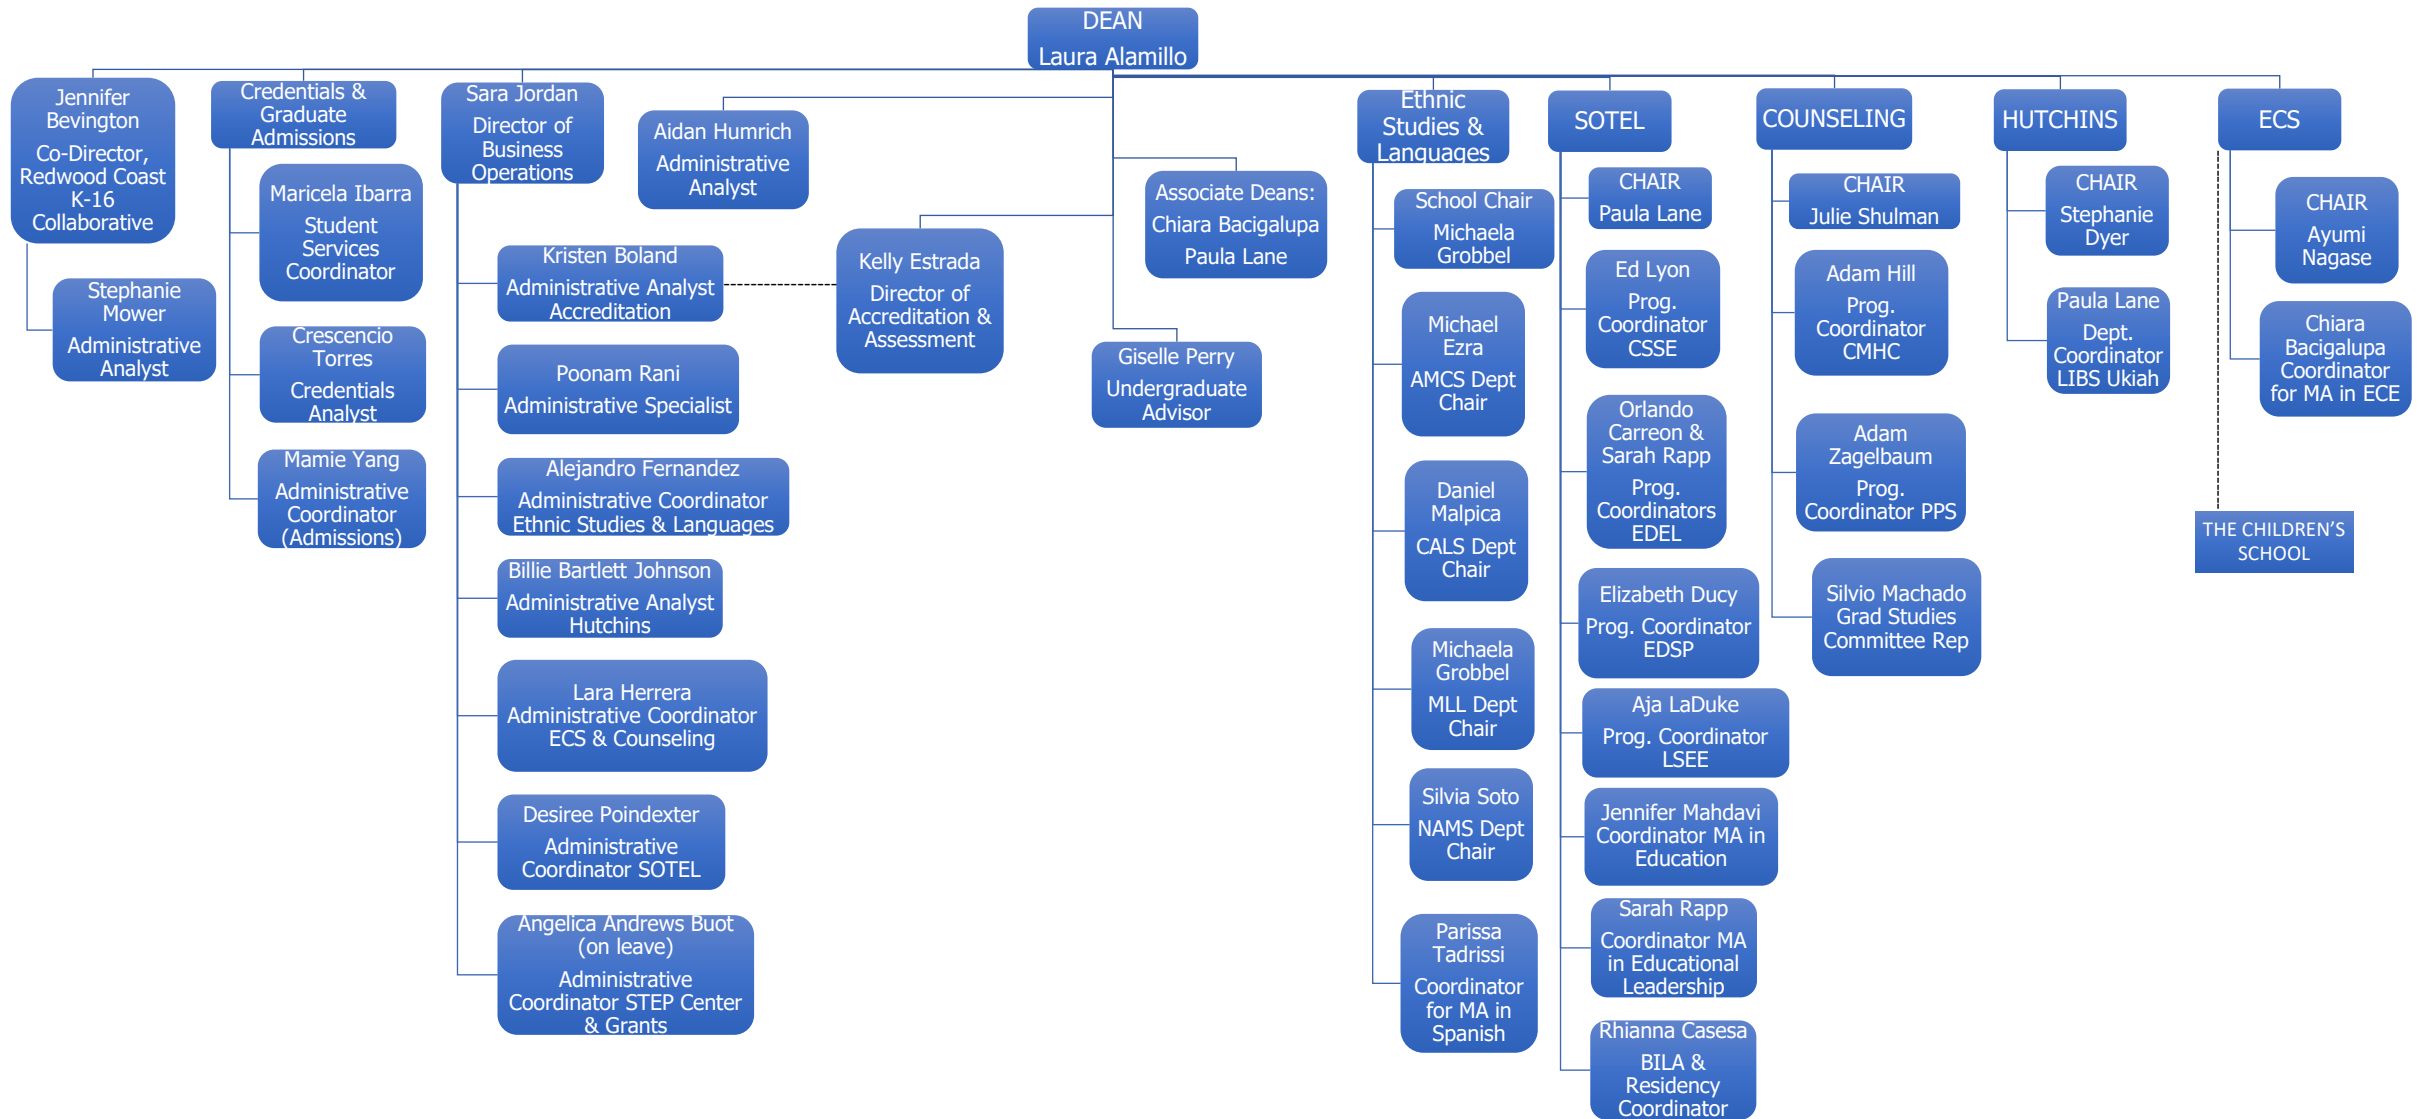 DEAN
Laura Alamillo
Jennifer
Bevington
Co-Director,
Redwood Coast
K-16
Collaborative
Stephanie
Mower
Administrative
Analyst
Credentials &
Graduate
Admissions
Maricela Ibarra
Student
Services
Coordinator
Crescencio
Torres
Credentials
Analyst
Mamie Yang
Administrative
Coordinator
(Admissions)
Sara Jordan
Director of
Business
Operations
Kristen Boland
Administrative Analyst
Accreditation
Poonam Rani
Administrative Specialist
Alejandro Fernandez
Administrative Coordinator
Ethnic Studies & Languages
Billie Bartlett Johnson
Administrative Analyst
Hutchins
Lara Herrera
Administrative Coordinator
ECS & Counseling
Desiree Poindexter
Administrative
Coordinator SOTEL
Angelica Andrews Buot
(on leave)
Administrative
Coordinator STEP Center
& Grants
Aidan Humrich
Administrative
Analyst
Kelly Estrada
Director of
Accreditation &
Assessment
Associate Deans:
Chiara Bacigalupa
Paula Lane
Giselle Perry
Undergraduate
Advisor
Ethnic
Studies &
Languages
School Chair
Michaela
Grobbel
Michael
Ezra
AMCS Dept
Chair
Daniel
Malpica
CALS Dept
Chair
Michaela
Grobbel
MLL Dept
Chair
Silvia Soto
NAMS Dept
Chair
Parissa
Tadrissi
Coordinator
for MA in
Spanish
SOTEL
CHAIR
Paula Lane
Ed Lyon
Prog.
Coordinator
CSSE
Orlando
Carreon &
Sarah Rapp
Prog.
Coordinators
EDEL
Elizabeth Ducy
Prog. Coordinator
EDSP
Aja LaDuke
Prog. Coordinator
LSEE
Jennifer Mahdavi
Coordinator MA in
Education
Sarah Rapp
Coordinator MA
in Educational
Leadership
Rhianna Casesa
BILA &
Residency
Coordinator
COUNSELING
CHAIR
Julie Shulman
Adam Hill
Prog.
Coordinator
CMHC
Adam
Zagelbaum
Prog.
Coordinator PPS
Silvio Machado
Grad Studies
Committee Rep
HUTCHINS
CHAIR
Stephanie
Dyer
Paula Lane
Dept.
Coordinator
LIBS Ukiah
ECS
CHAIR
Ayumi
Nagase
Chiara
Bacigalupa
Coordinator
for MA in ECE
THE CHILDREN’S
SCHOOL